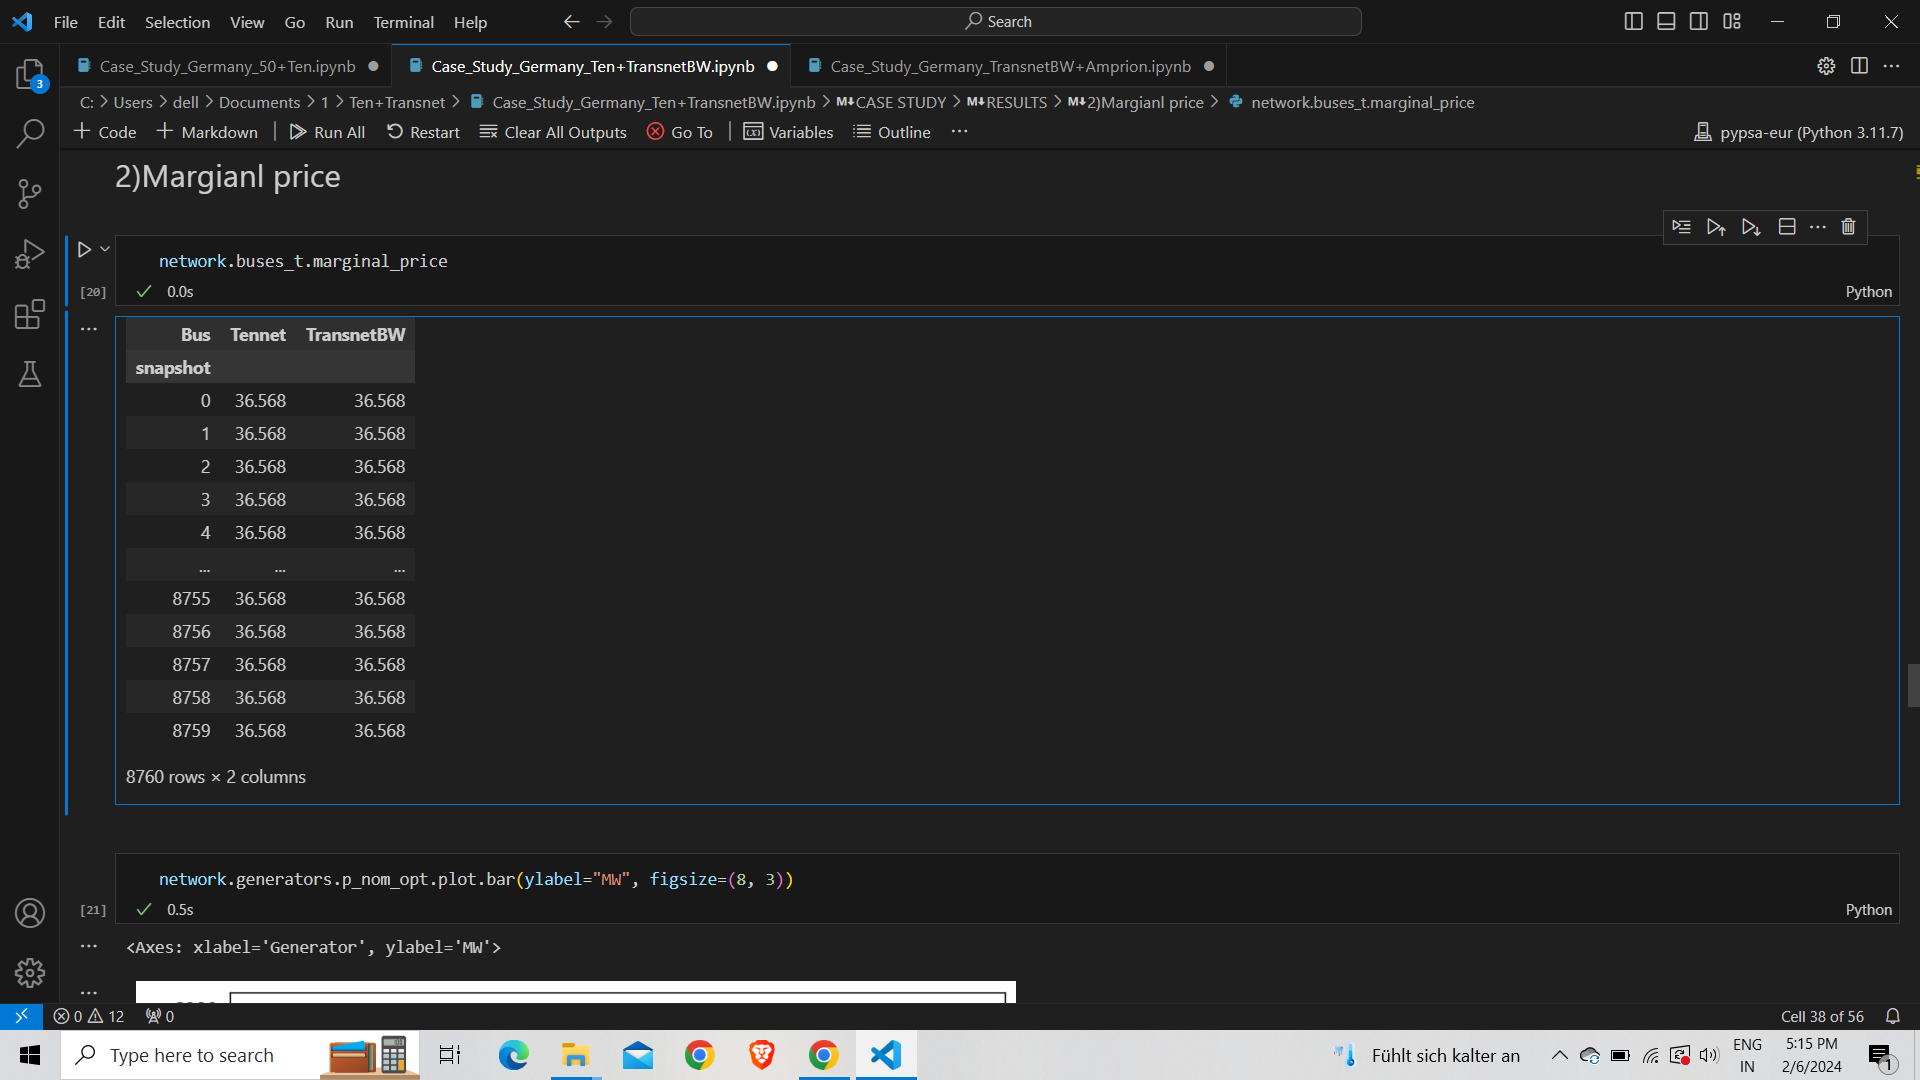 File Edit Selection View Go Run Terminal Help
Search
Case_Study_Germany_50+Ten.ipynb
Case_Study_Germany_Ten+TransnetBW.ipynb
Case_Study_Germany_TransnetBW+Amprion.ipynb
3
C: > Users > dell > Documents > 1 > Ten+Transnet > Case_Study_Germany_Ten+TransnetBW.ipynb > M↓CASE STUDY > M↓RESULTS > M↓2)Margianl price > network.buses_t.marginal_price
+ Code + Markdown | Run All Restart Clear All Outputs Go To | Variables Outline ...
pypsa-eur (Python 3.11.7)
2)Margianl price
network.buses_t.marginal_price
[20] ✓ 0.0s Python
...
Bus Tennet TransnetBW
snapshot
0 36.568 36.568
1 36.568 36.568
2 36.568 36.568
3 36.568 36.568
4 36.568 36.568
... ... ...
8755 36.568 36.568
8756 36.568 36.568
8757 36.568 36.568
8758 36.568 36.568
8759 36.568 36.568
8760 rows × 2 columns
network.generators.p_nom_opt.plot.bar(ylabel="MW", figsize=(8, 3))
[21] ✓ 0.5s Python
... <Axes: xlabel='Generator', ylabel='MW'>
...
0 12 0
Cell 38 of 56
Type here to search
Fühlt sich kalter an
ENG
IN
5:15 PM
2/6/2024
1